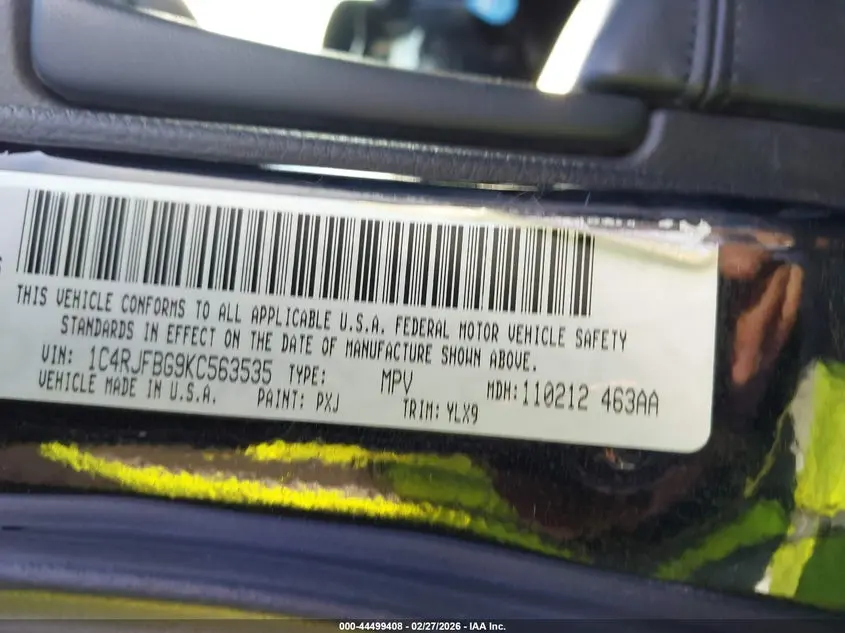 THIS VEHICLE CONFORMS TO ALL APPLICABLE U.S.A. FEDERAL MOTOR VEHICLE SAFETY
STANDARDS IN EFFECT ON THE DATE OF MANUFACTURE SHOWN ABOVE.
VIN: 1C4RJFBG9KC563535 TYPE: MPV MDH:110212 463AA
VEHICLE MADE IN U.S.A. PAINT: PXJ TRIM: YLX9
000-44499408 - 02/27/2026 - IAA Inc.